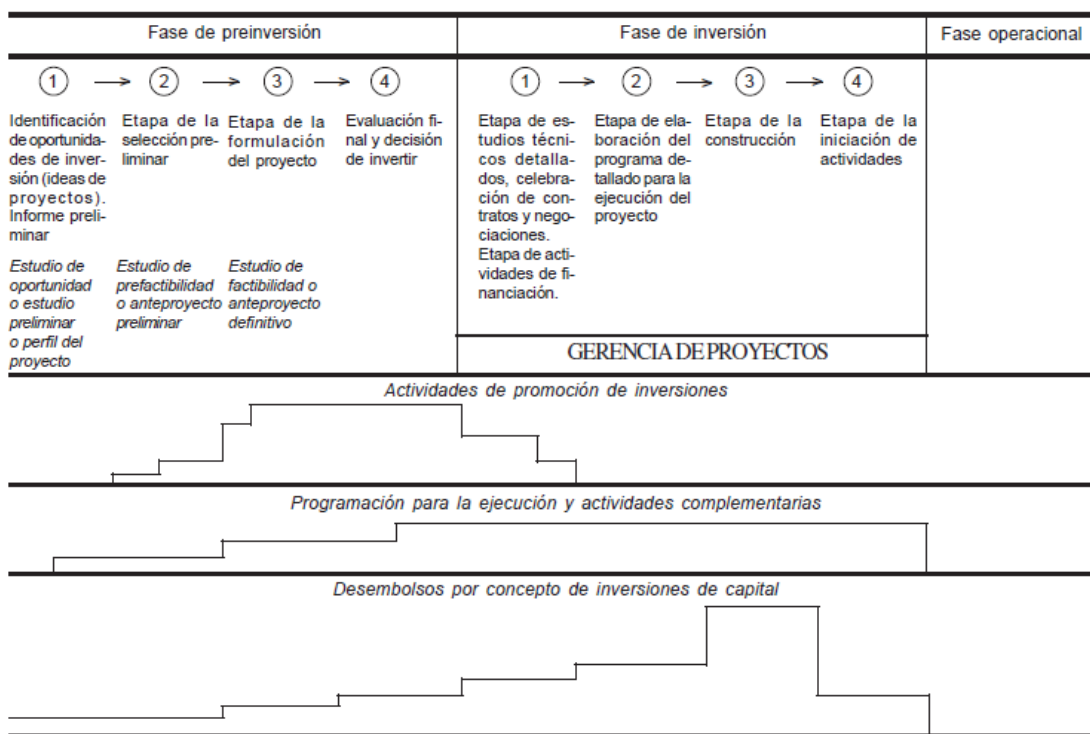 Fase de preinversión
Fase de inversión
Fase operacional
1
2
3
4
1
2
3
4
Identificación
de oportunida-
des de inver-
sión (ideas de
proyectos).
Informe preli-
minar
Etapa de la
selección pre-
liminar
Etapa de la
formulación
del proyecto
Evaluación fi-
nal y decisión
de invertir
Etapa de es-
tudios técni-
cos detalla-
dos, celebra-
ción de con-
tratos y nego-
ciaciones.
Etapa de acti-
vidades de fi-
nanciación.
Etapa de ela-
boración del
programa de-
tallado para la
ejecución del
proyecto
Etapa de la
construcción
Etapa de la
iniciación de
actividades
Estudio de
oportunidad
o estudio
preliminar
o perfil del
proyecto
Estudio de
prefactibilidad
o anteproyecto
preliminar
Estudio de
factibilidad o
anteproyecto
definitivo
GERENCIA DE PROYECTOS
Actividades de promoción de inversiones
Programación para la ejecución y actividades complementarias
Desembolsos por concepto de inversiones de capital